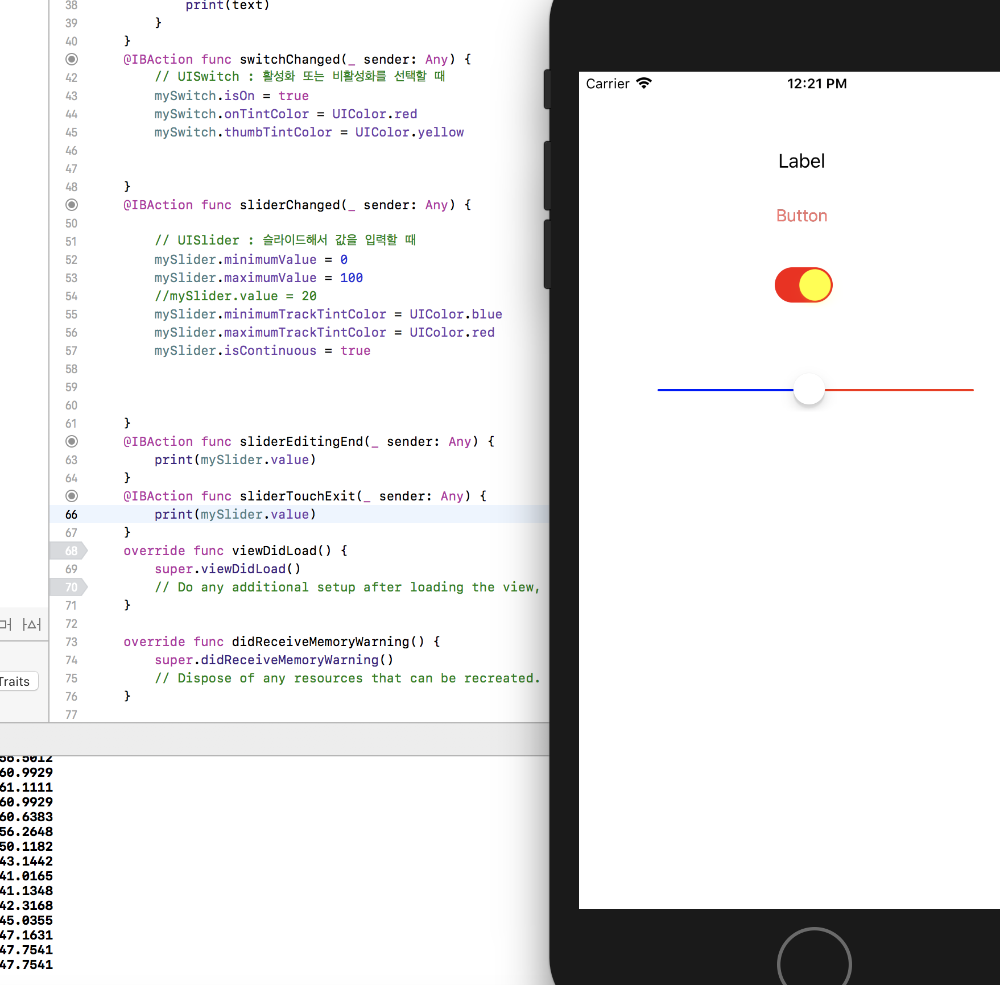 38 print(text)
39 }
40 }
@IBAction func switchChanged(_ sender: Any) {
42 // UISwitch : 활성화 또는 비활성화를 선택할 때
43 mySwitch.isOn = true
44 mySwitch.onTintColor = UIColor.red
45 mySwitch.thumbTintColor = UIColor.yellow
46
47
48 }
@IBAction func sliderChanged(_ sender: Any) {
50
51 // UISlider : 슬라이드해서 값을 입력할 때
52 mySlider.minimumValue = 0
53 mySlider.maximumValue = 100
54 //mySlider.value = 20
55 mySlider.minimumTrackTintColor = UIColor.blue
56 mySlider.maximumTrackTintColor = UIColor.red
57 mySlider.isContinuous = true
58
59
60
61 }
@IBAction func sliderEditingEnd(_ sender: Any) {
63 print(mySlider.value)
64 }
@IBAction func sliderTouchExit(_ sender: Any) {
66 print(mySlider.value)
67 }
68 override func viewDidLoad() {
69 super.viewDidLoad()
70 // Do any additional setup after loading the view,
71 }
72
73 override func didReceiveMemoryWarning() {
74 super.didReceiveMemoryWarning()
75 // Dispose of any resources that can be recreated.
76 }
77
Traits
56.5012
60.9929
61.1111
60.9929
60.6383
56.2648
50.1182
43.1442
41.0165
41.1348
42.3168
45.0355
47.1631
47.7541
47.7541
Carrier 12:21 PM
Label
Button